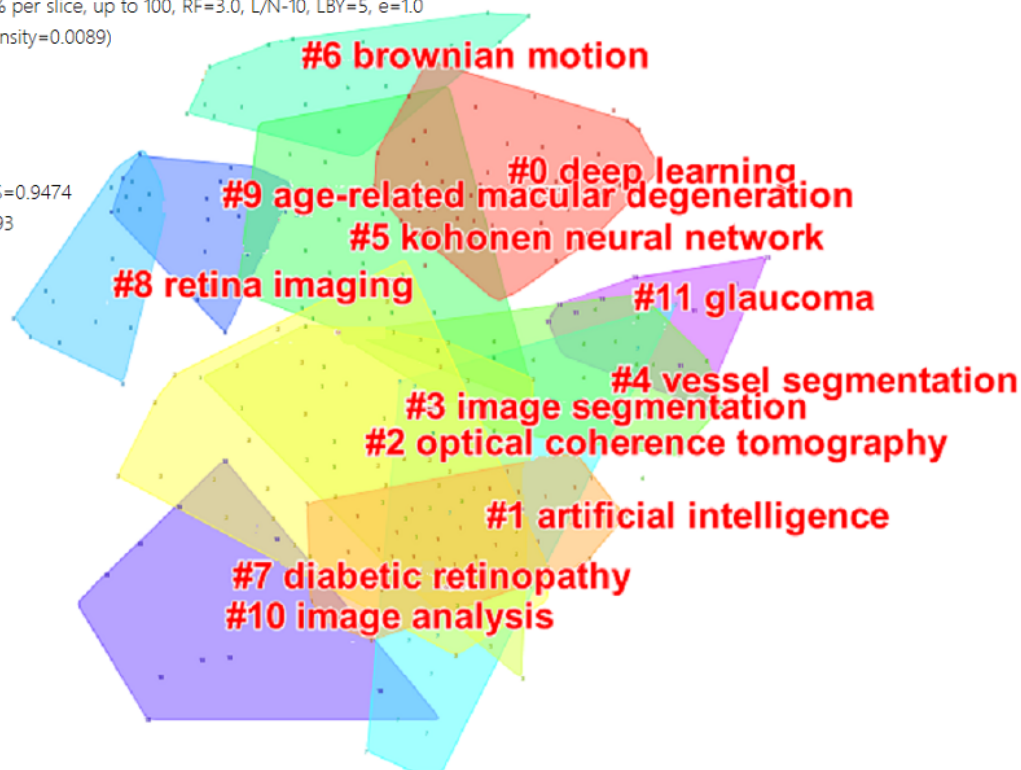 % per slice, up to 100, RF=3.0, L/N-10, LBY=5, e=1.0
nsity=0.0089)
#6 brownian motion
#0 deep learning
=0.9474
#9 age-related macular degeneration
93
#5 kohonen neural network
#8 retina imaging
#11 glaucoma
#4 vessel segmentation
#3 image segmentation
#2 optical coherence tomography
#1 artificial intelligence
#7 diabetic retinopathy
#10 image analysis